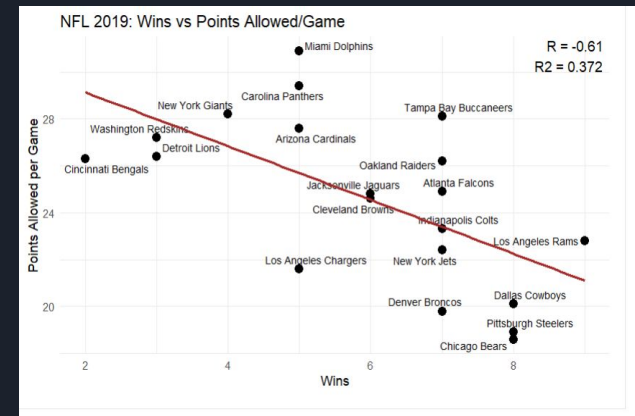 NFL 2019: Wins vs Points Allowed/Game
R = -0.61
R2 = 0.372
Miami Dolphins
Carolina Panthers
New York Giants
Tampa Bay Buccaneers
28
Washington Redskins
Arizona Cardinals
Detroit Lions
Cincinnati Bengals
Oakland Raiders
Jacksonville Jaguars
Atlanta Falcons
Cleveland Browns
24
Indianapolis Colts
Los Angeles Rams
Los Angeles Chargers
New York Jets
Denver Broncos
Dallas Cowboys
20
Pittsburgh Steelers
Chicago Bears
Points Allowed per Game
2 4 6 8
Wins